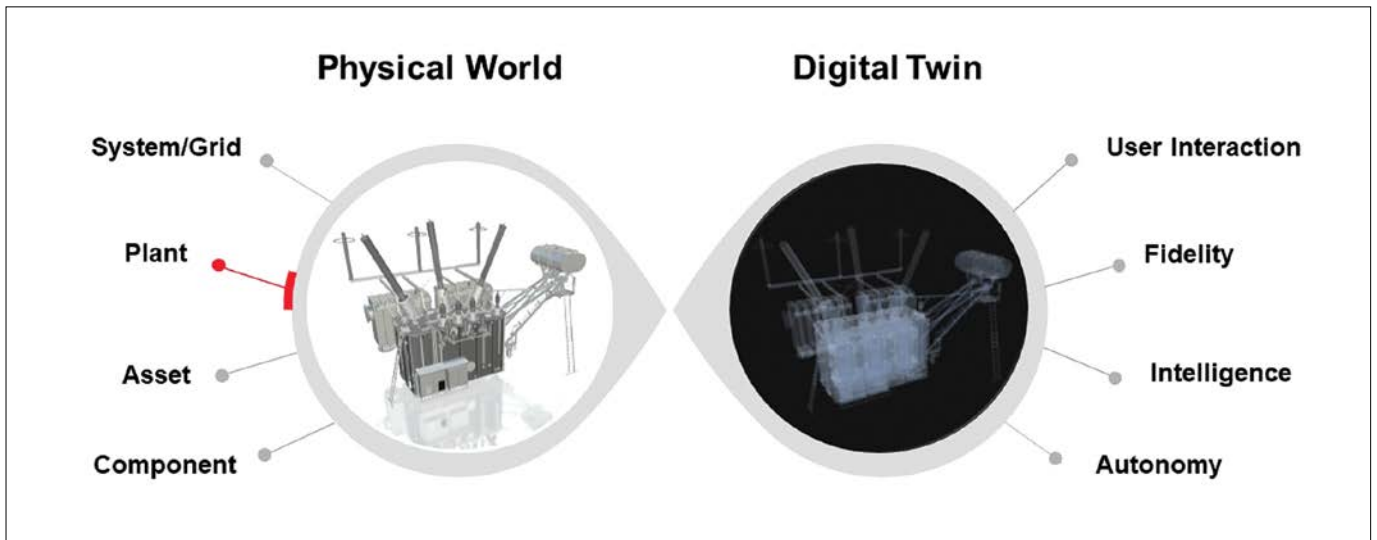 Physical World
Digital Twin
System/Grid
Plant
Asset
Component
User Interaction
Fidelity
Intelligence
Autonomy